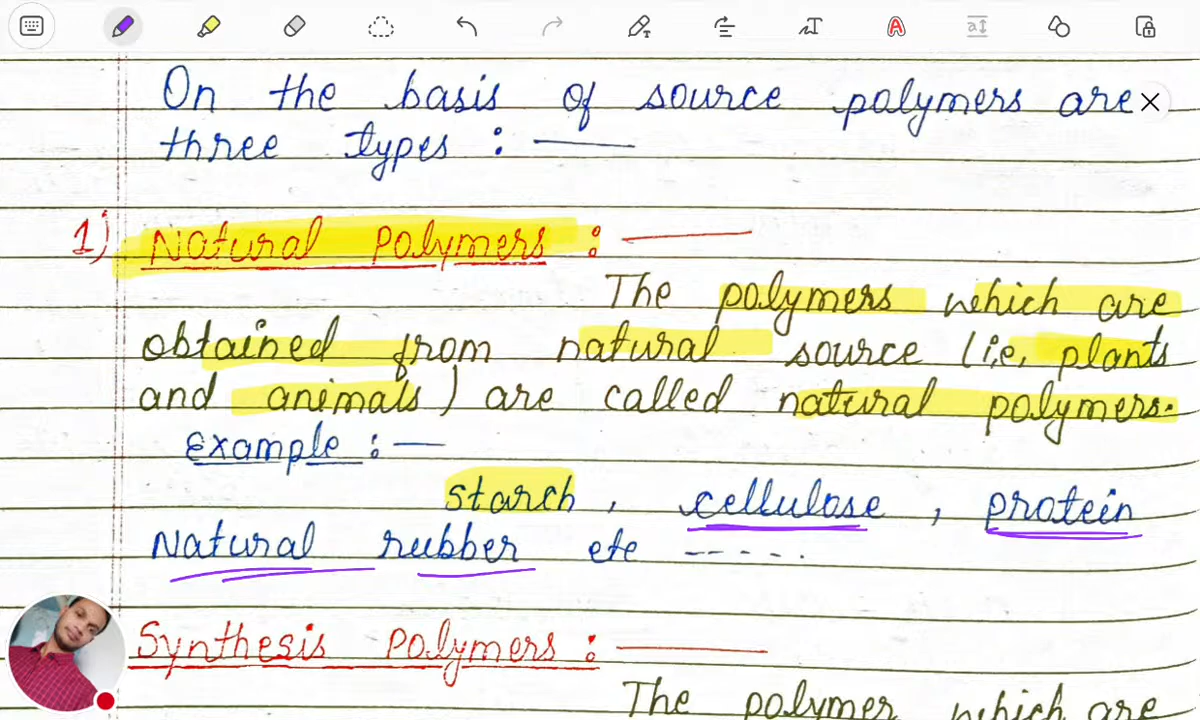 On the basis of source polymers are
three types : —
1) Natural Polymers : —
The polymers which are
obtained from natural source (i.e, plants
and animals) are called natural polymers.
Example : —
starch , cellulose , protein
Natural rubber etc -----.
Synthesis Polymers : —
The polymer which are